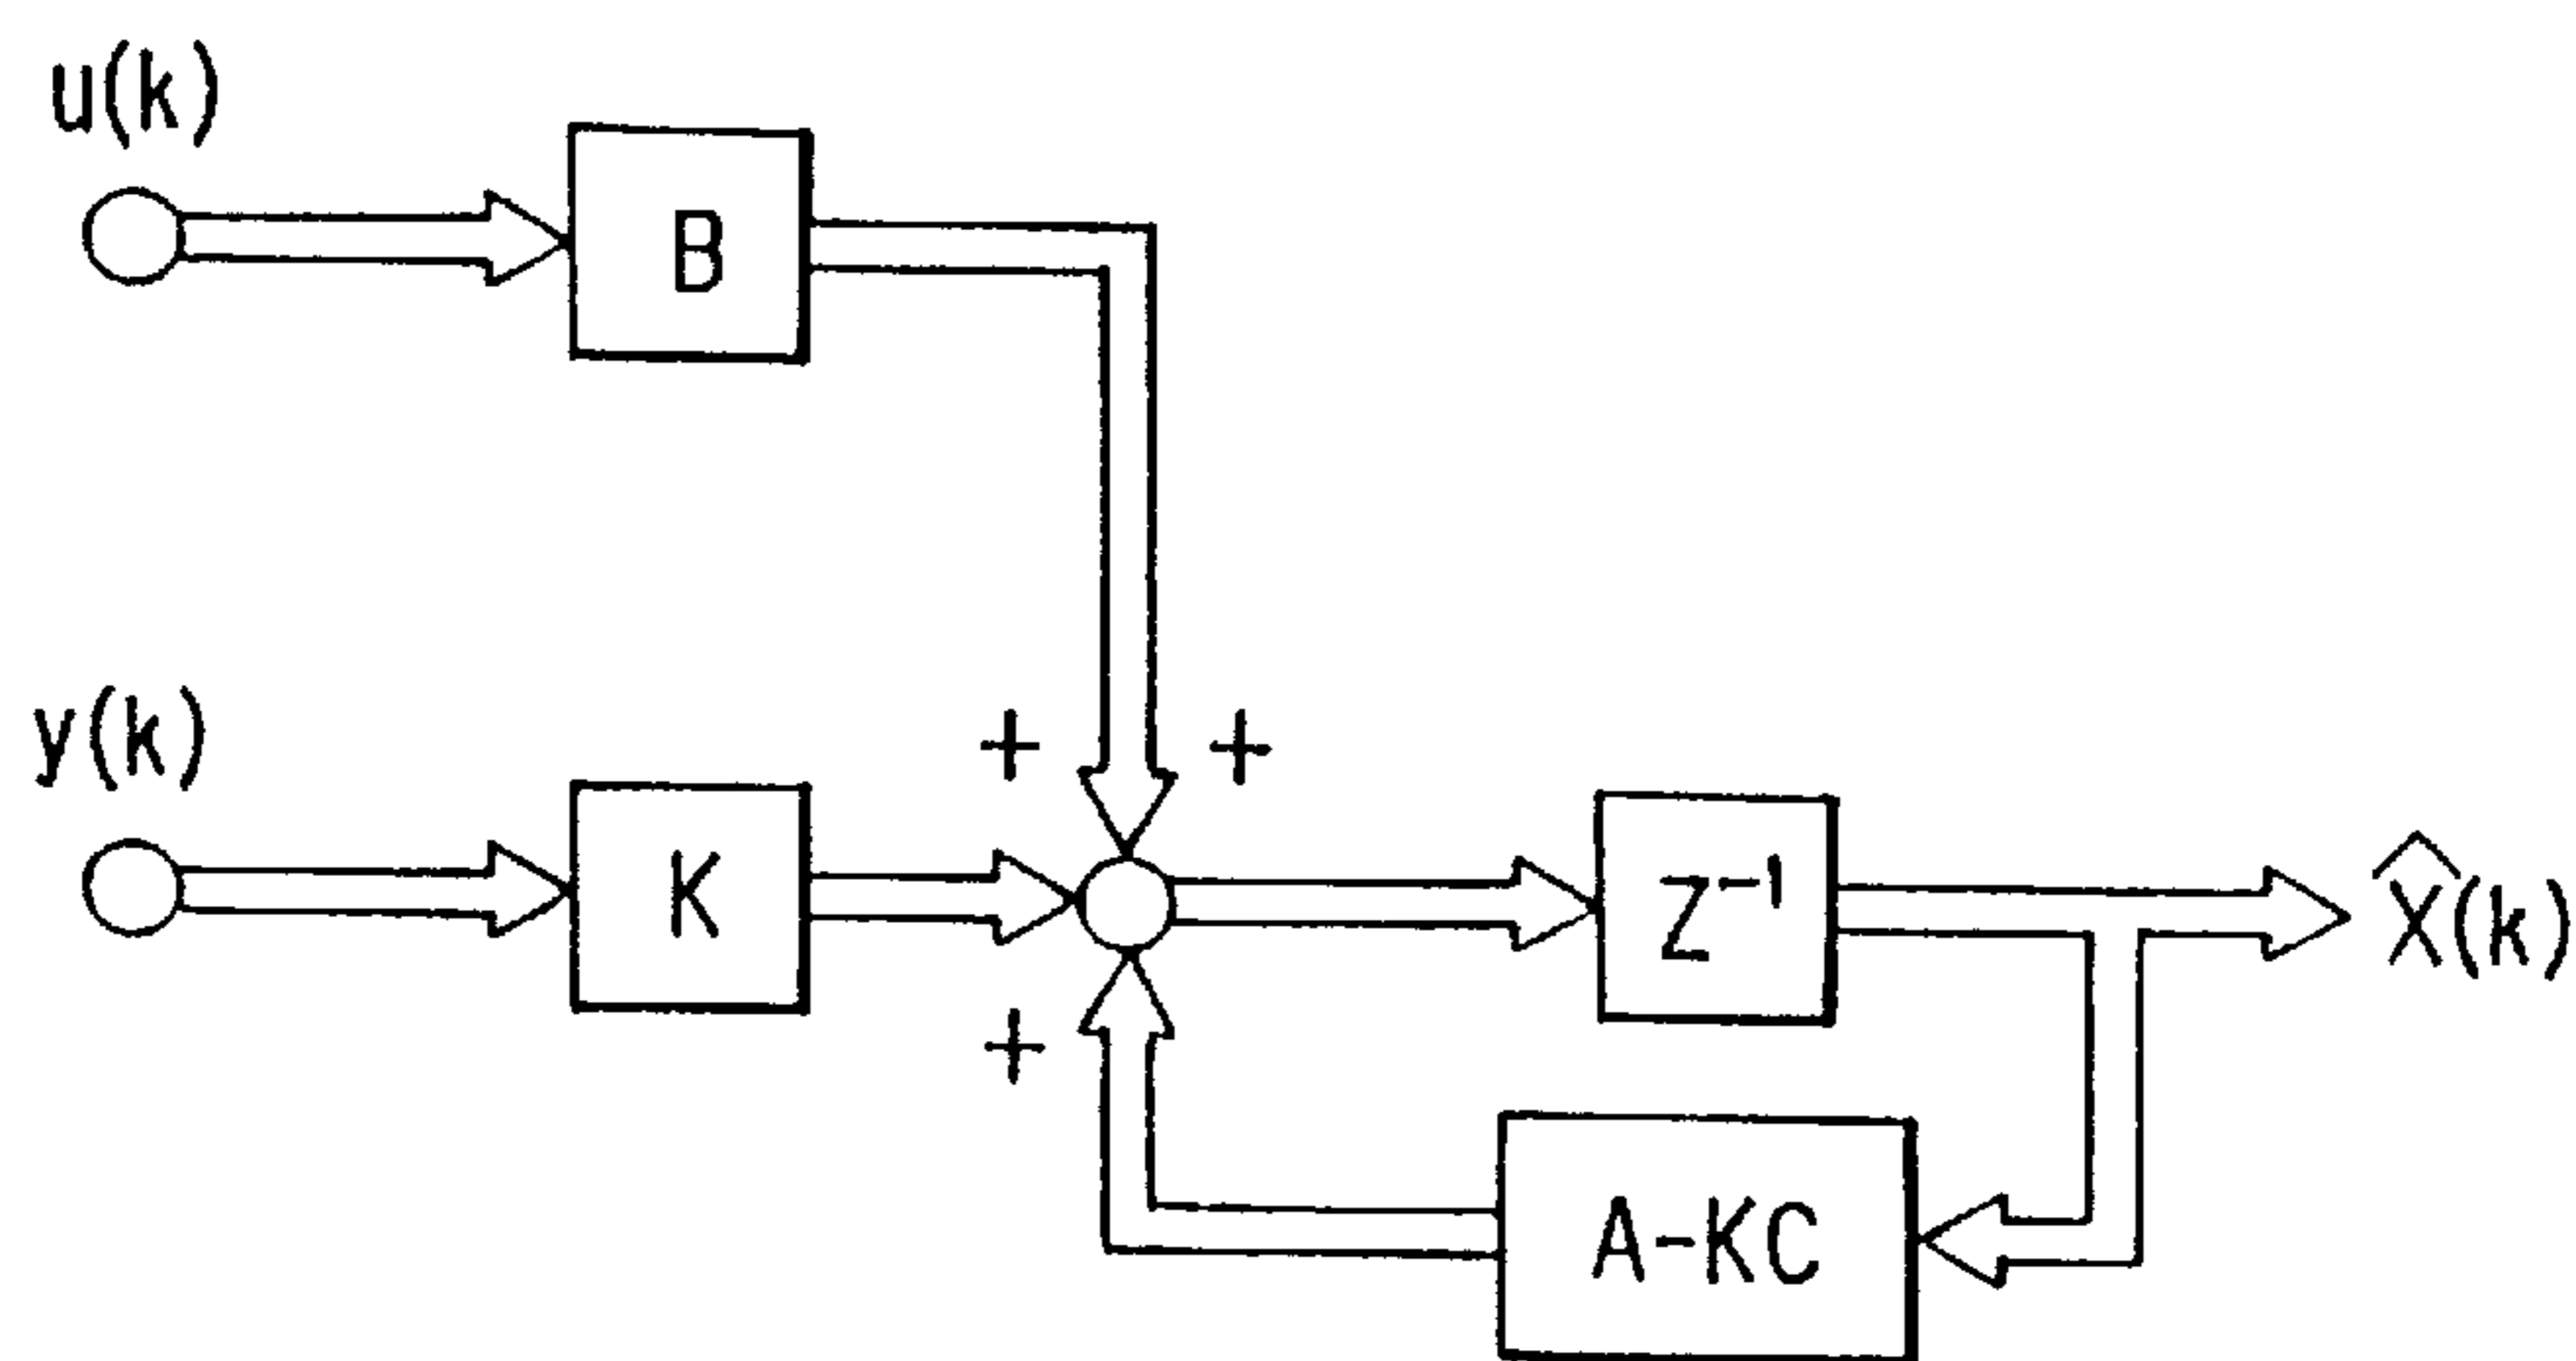 u(k)
B
y(k)
+ +
K
Z⁻¹
X̂(k)
+
A-KC